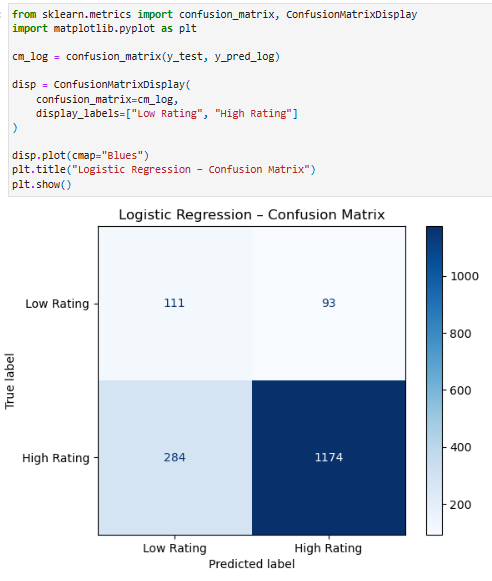 from sklearn.metrics import confusion_matrix, ConfusionMatrixDisplay
import matplotlib.pyplot as plt
cm_log = confusion_matrix(y_test, y_pred_log)
disp = ConfusionMatrixDisplay(
    confusion_matrix=cm_log,
    display_labels=["Low Rating", "High Rating"]
)
disp.plot(cmap="Blues")
plt.title("Logistic Regression – Confusion Matrix")
plt.show()
Logistic Regression – Confusion Matrix
Low Rating
111
93
High Rating
284
1174
True label
Low Rating
High Rating
Predicted label
1000
800
600
400
200